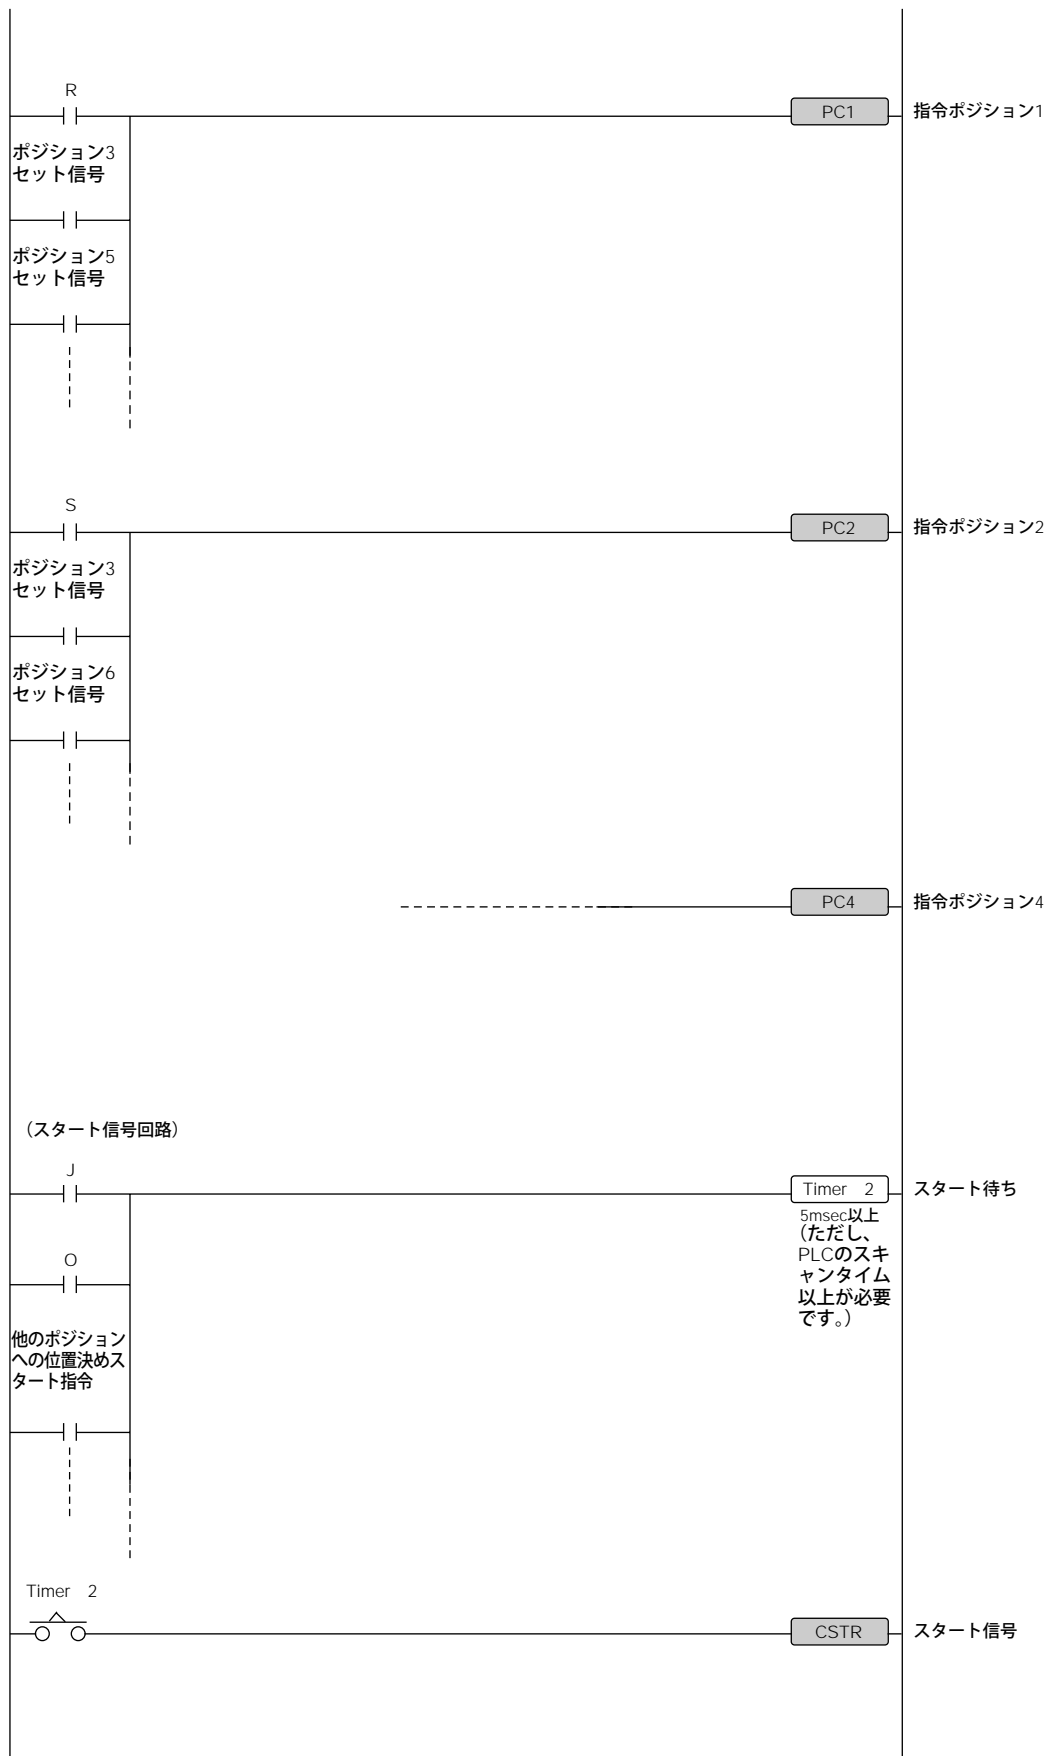 R
PC1
指令ポジション1
ポジション3
セット信号
ポジション5
セット信号
S
PC2
指令ポジション2
ポジション3
セット信号
ポジション6
セット信号
PC4
指令ポジション4
（スタート信号回路）
J
Timer 2
スタート待ち
5msec以上
（ただし、
PLCのスキ
ャンタイム
以上が必要
です。）
O
他のポジション
への位置決めス
タート指令
Timer 2
CSTR
スタート信号